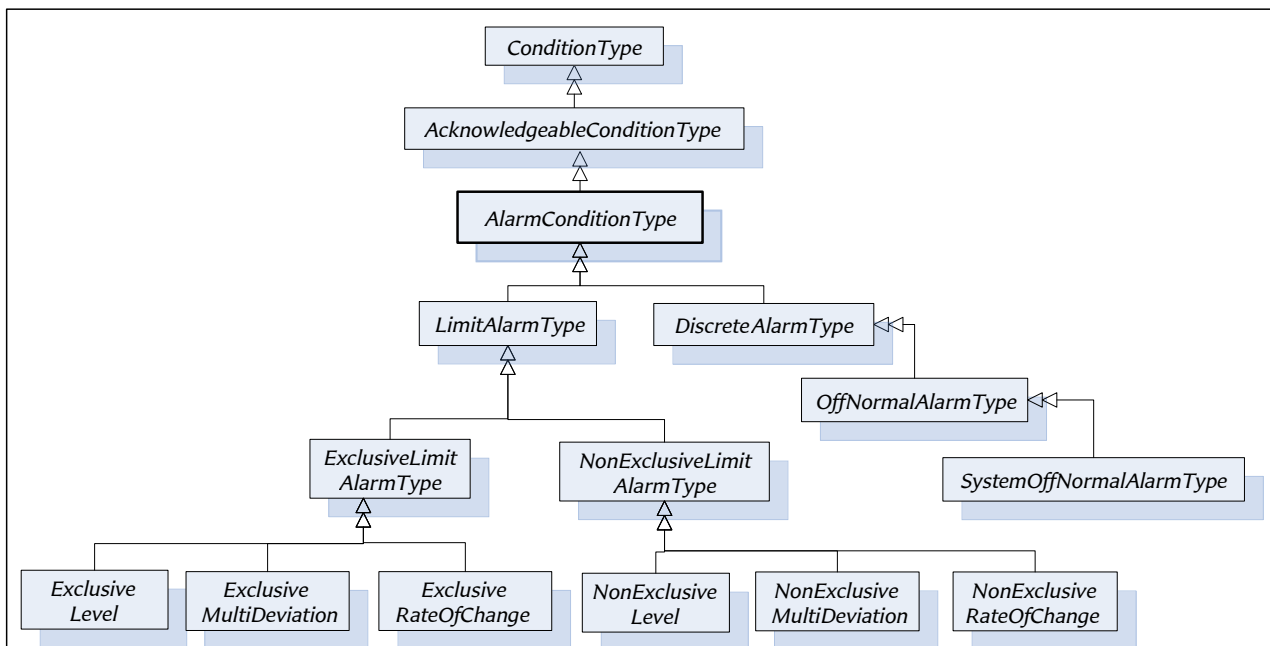 ConditionType
AcknowledgeableConditionType
AlarmConditionType
LimitAlarmType
DiscreteAlarmType
OffNormalAlarmType
ExclusiveLimit
AlarmType
NonExclusiveLimit
AlarmType
SystemOffNormalAlarmType
Exclusive
Level
Exclusive
MultiDeviation
Exclusive
RateOfChange
NonExclusive
Level
NonExclusive
MultiDeviation
NonExclusive
RateOfChange